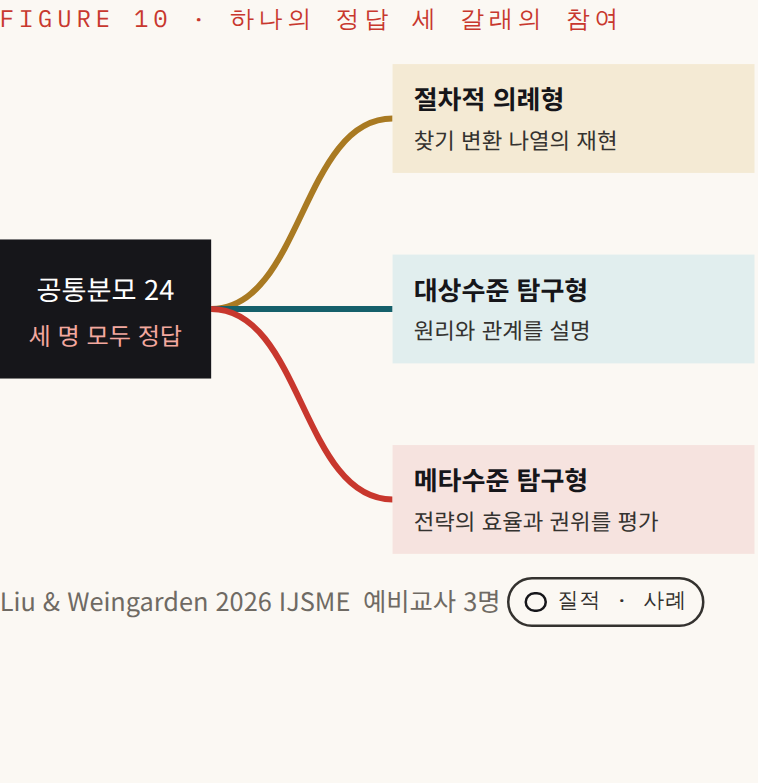 FIGURE 10 · 하나의 정답 세 갈래의 참여
절차적 의례형
찾기 변환 나열의 재현
공통분모 24
세 명 모두 정답
대상수준 탐구형
원리와 관계를 설명
메타수준 탐구형
전략의 효율과 권위를 평가
Liu & Weingarden 2026 IJSME 예비교사 3명 질적 · 사례